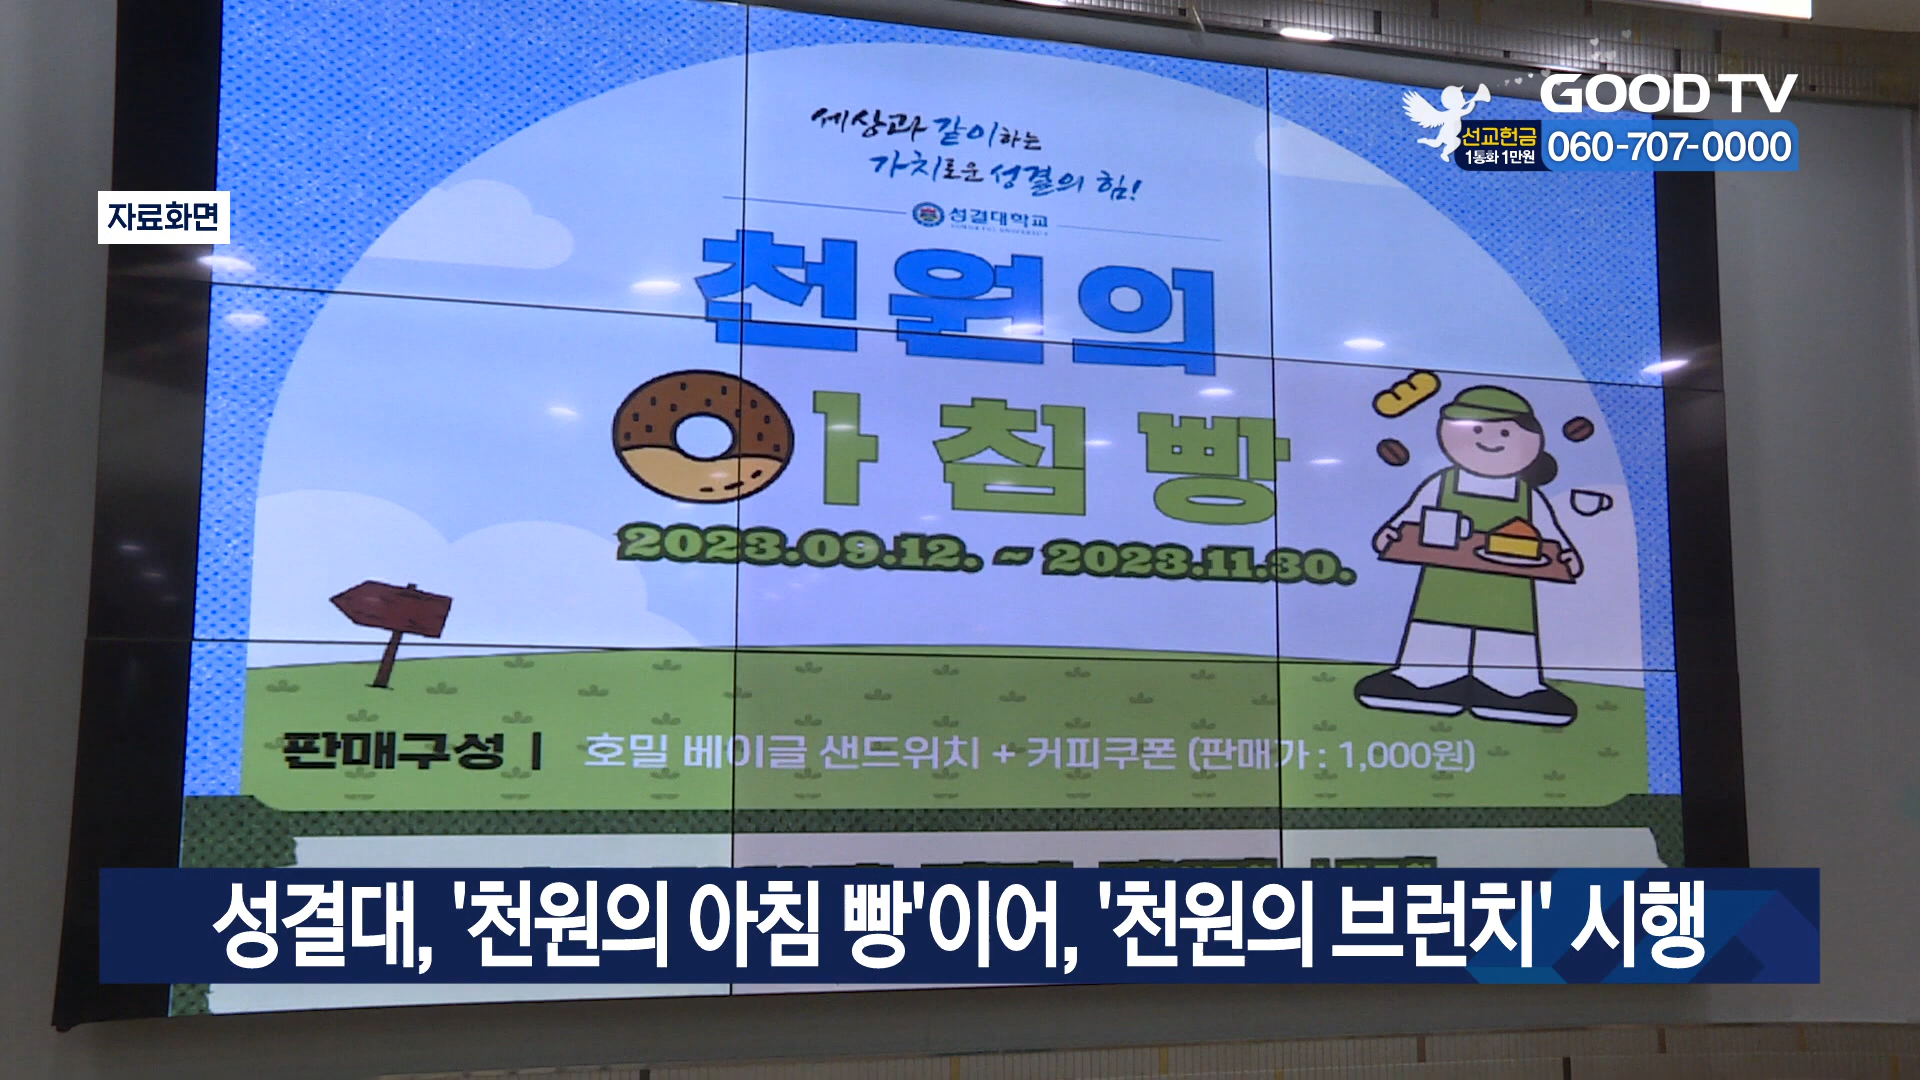 GOOD TV
선교헌금
1통화 1만원
060-707-0000
자료화면
세상과 같이하는
가치로운 성결의 힘!
성결대학교
천원의
아침빵
2023.09.12. ~ 2023.11.30.
판매구성 | 호밀 베이글 샌드위치 + 커피쿠폰 (판매가 : 1,000원)
성결대, '천원의 아침 빵'이어, '천원의 브런치' 시행